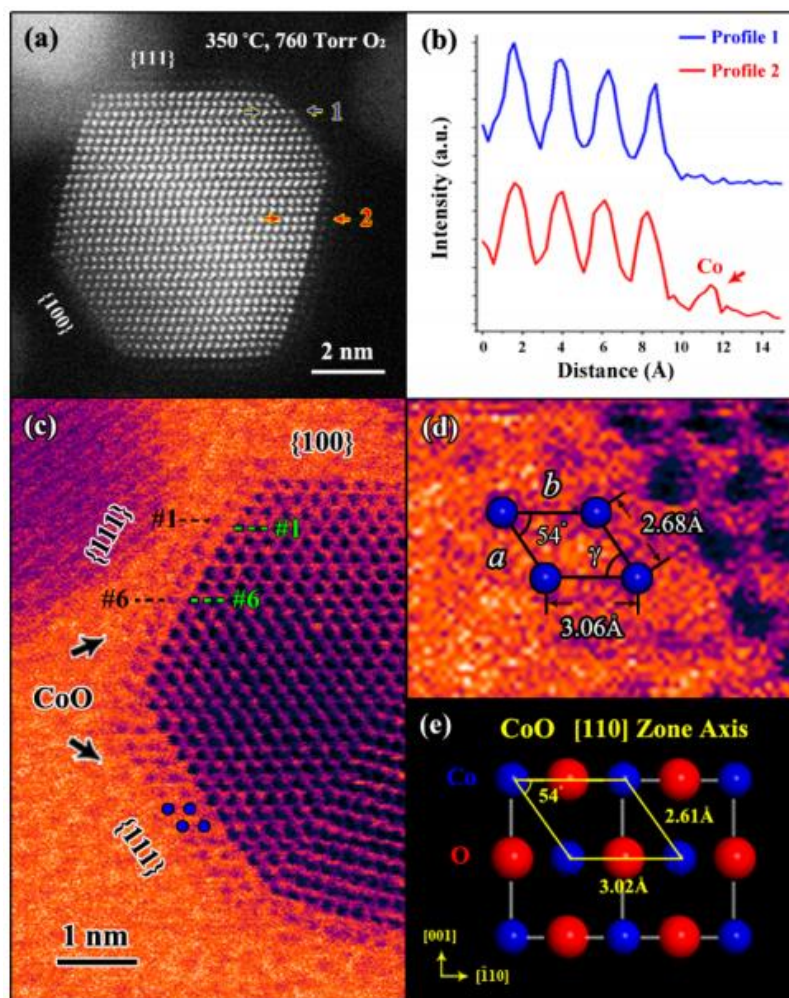 (a)
350 °C, 760 Torr O₂
{111}
1
2
{100}
2 nm
(b)
Profile 1
Profile 2
Intensity (a.u.)
Co
0 2 4 6 8 10 12 14
Distance (Å)
(c)
{100}
{111}
#1 #1
#6 #6
CoO
{111}
1 nm
(d)
b
54°
2.68Å
a
γ
3.06Å
(e) CoO [110] Zone Axis
Co
54°
2.61Å
O
3.02Å
[001]
[1̄10]